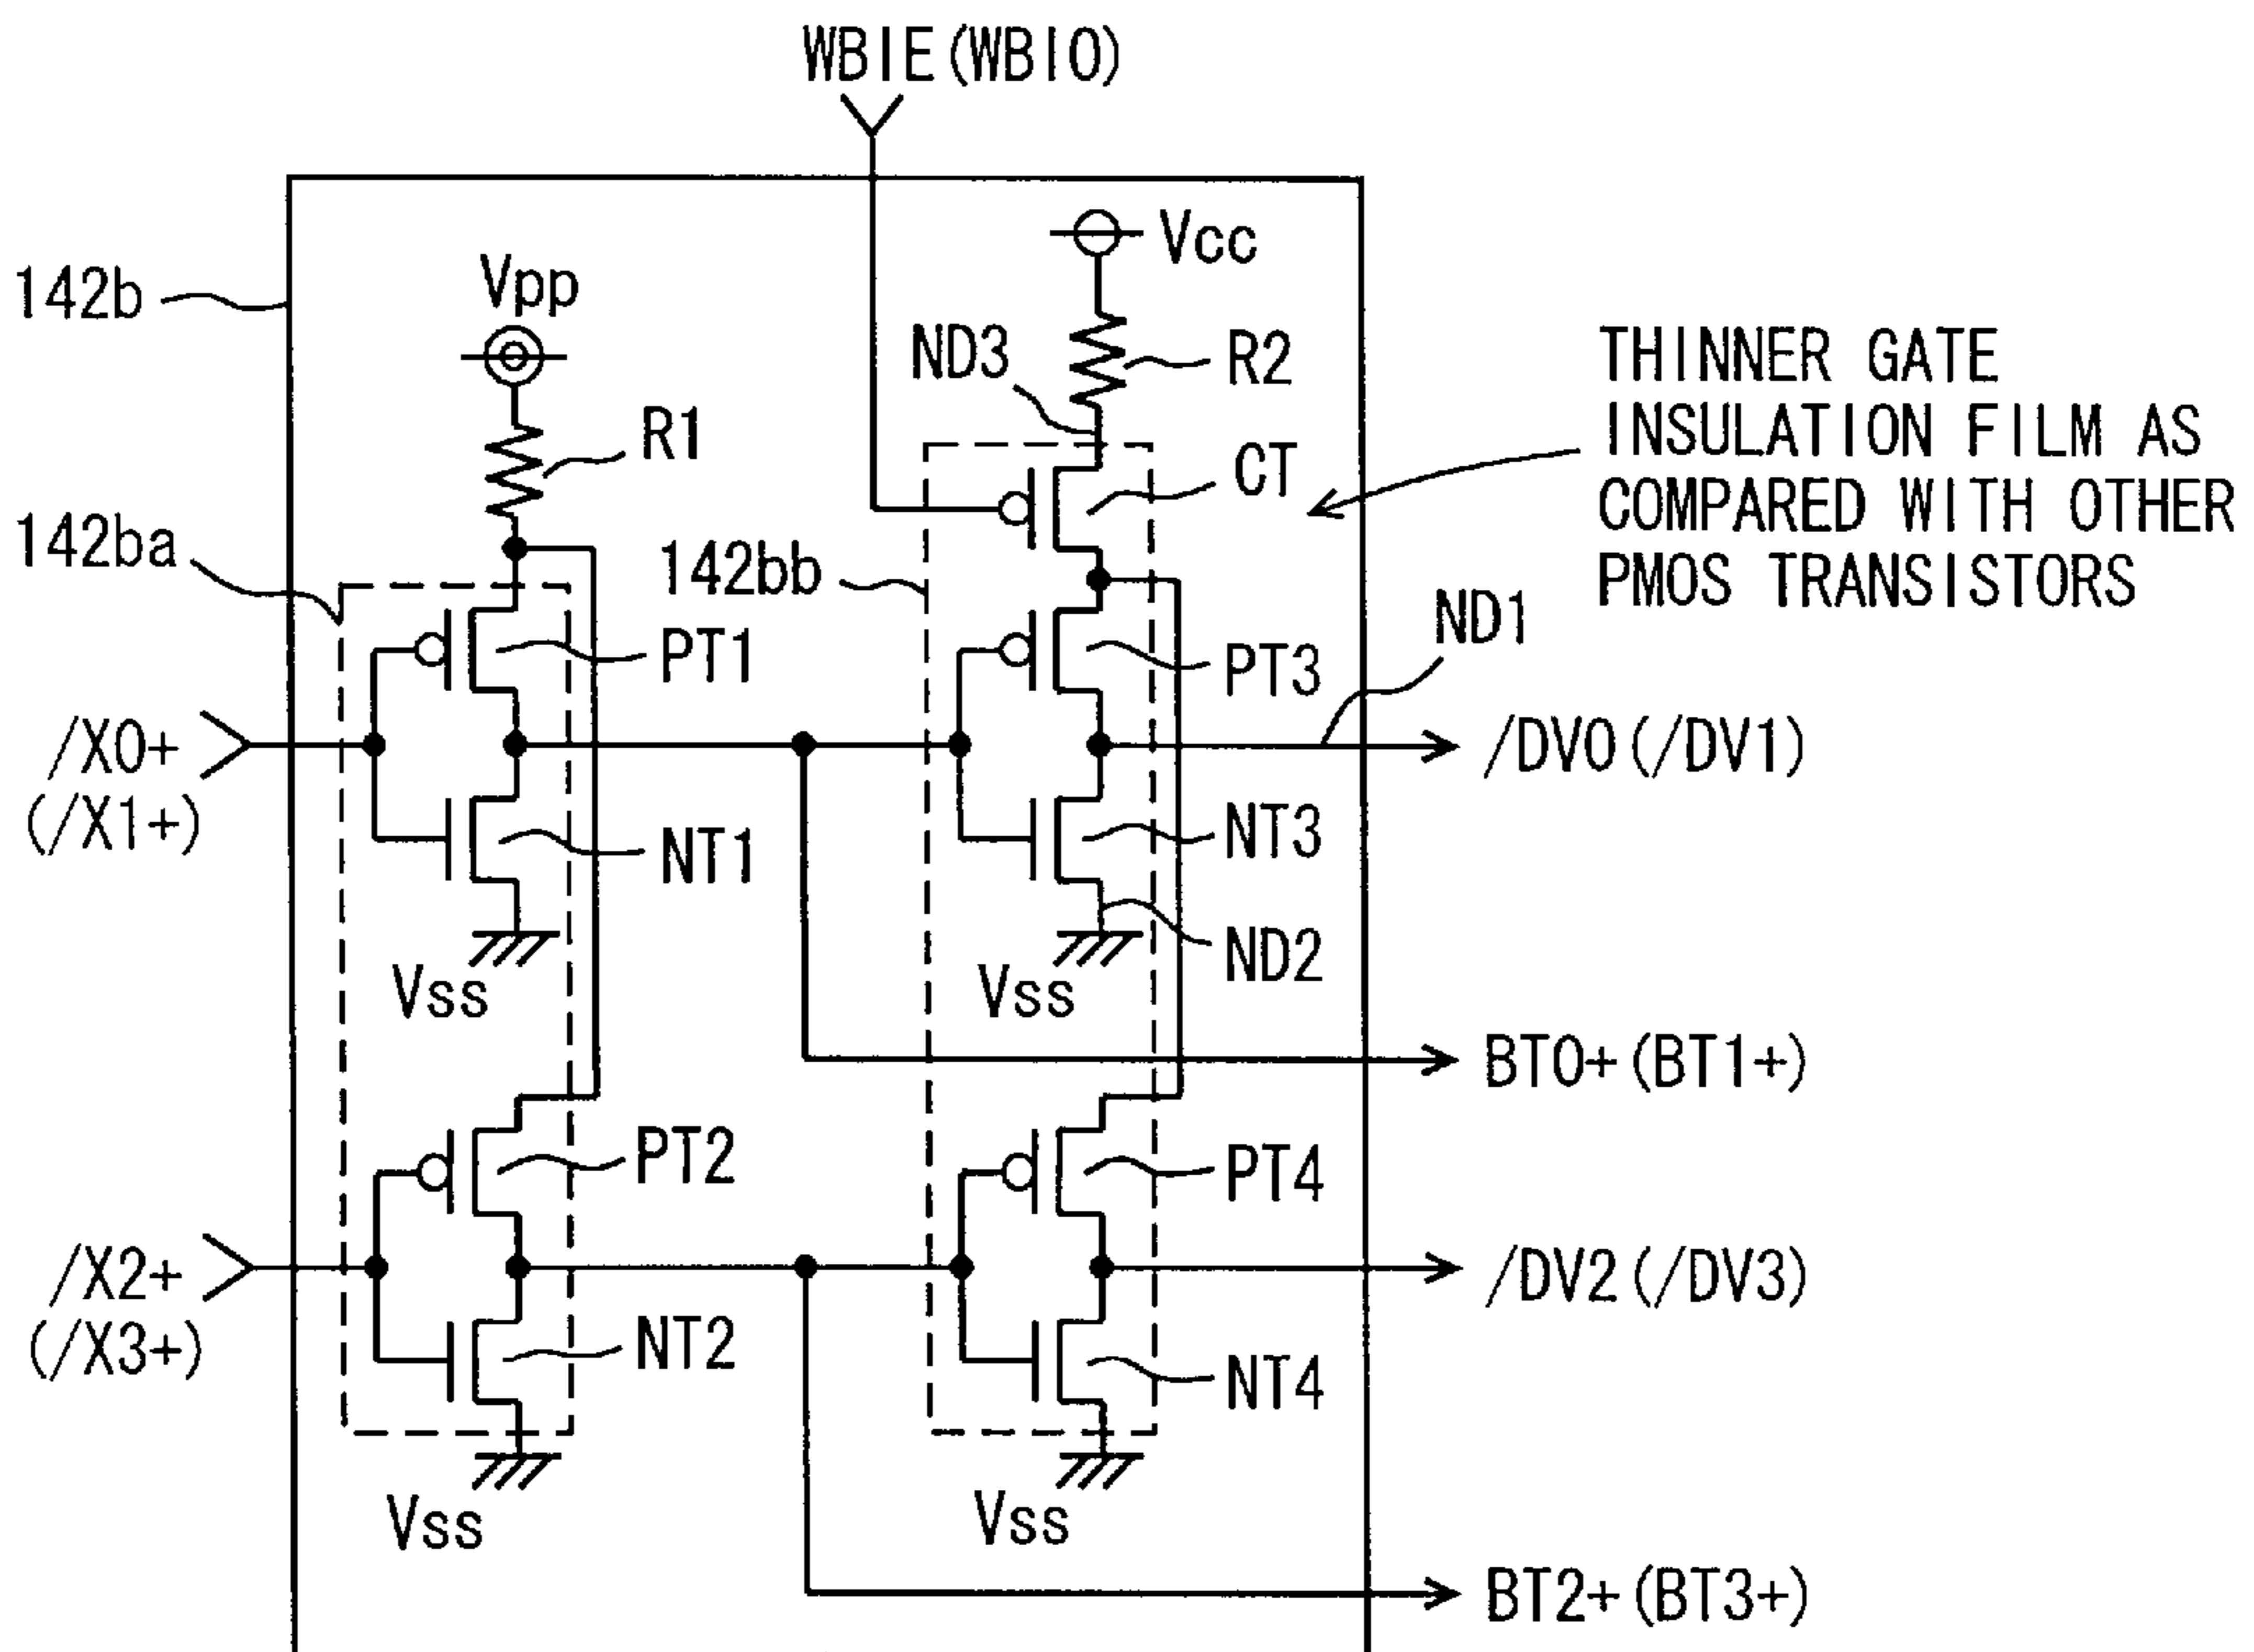 WBIE(WBIO)
142b
Vpp
Vcc
ND3
R2
THINNER GATE
INSULATION FILM AS
COMPARED WITH OTHER
PMOS TRANSISTORS
R1
CT
142ba
142bb
ND1
PT1
PT3
/X0+
(/X1+)
/DV0(/DV1)
NT1
NT3
ND2
Vss
Vss
BT0+(BT1+)
PT2
PT4
/X2+
(/X3+)
/DV2(/DV3)
NT2
NT4
Vss
Vss
BT2+(BT3+)